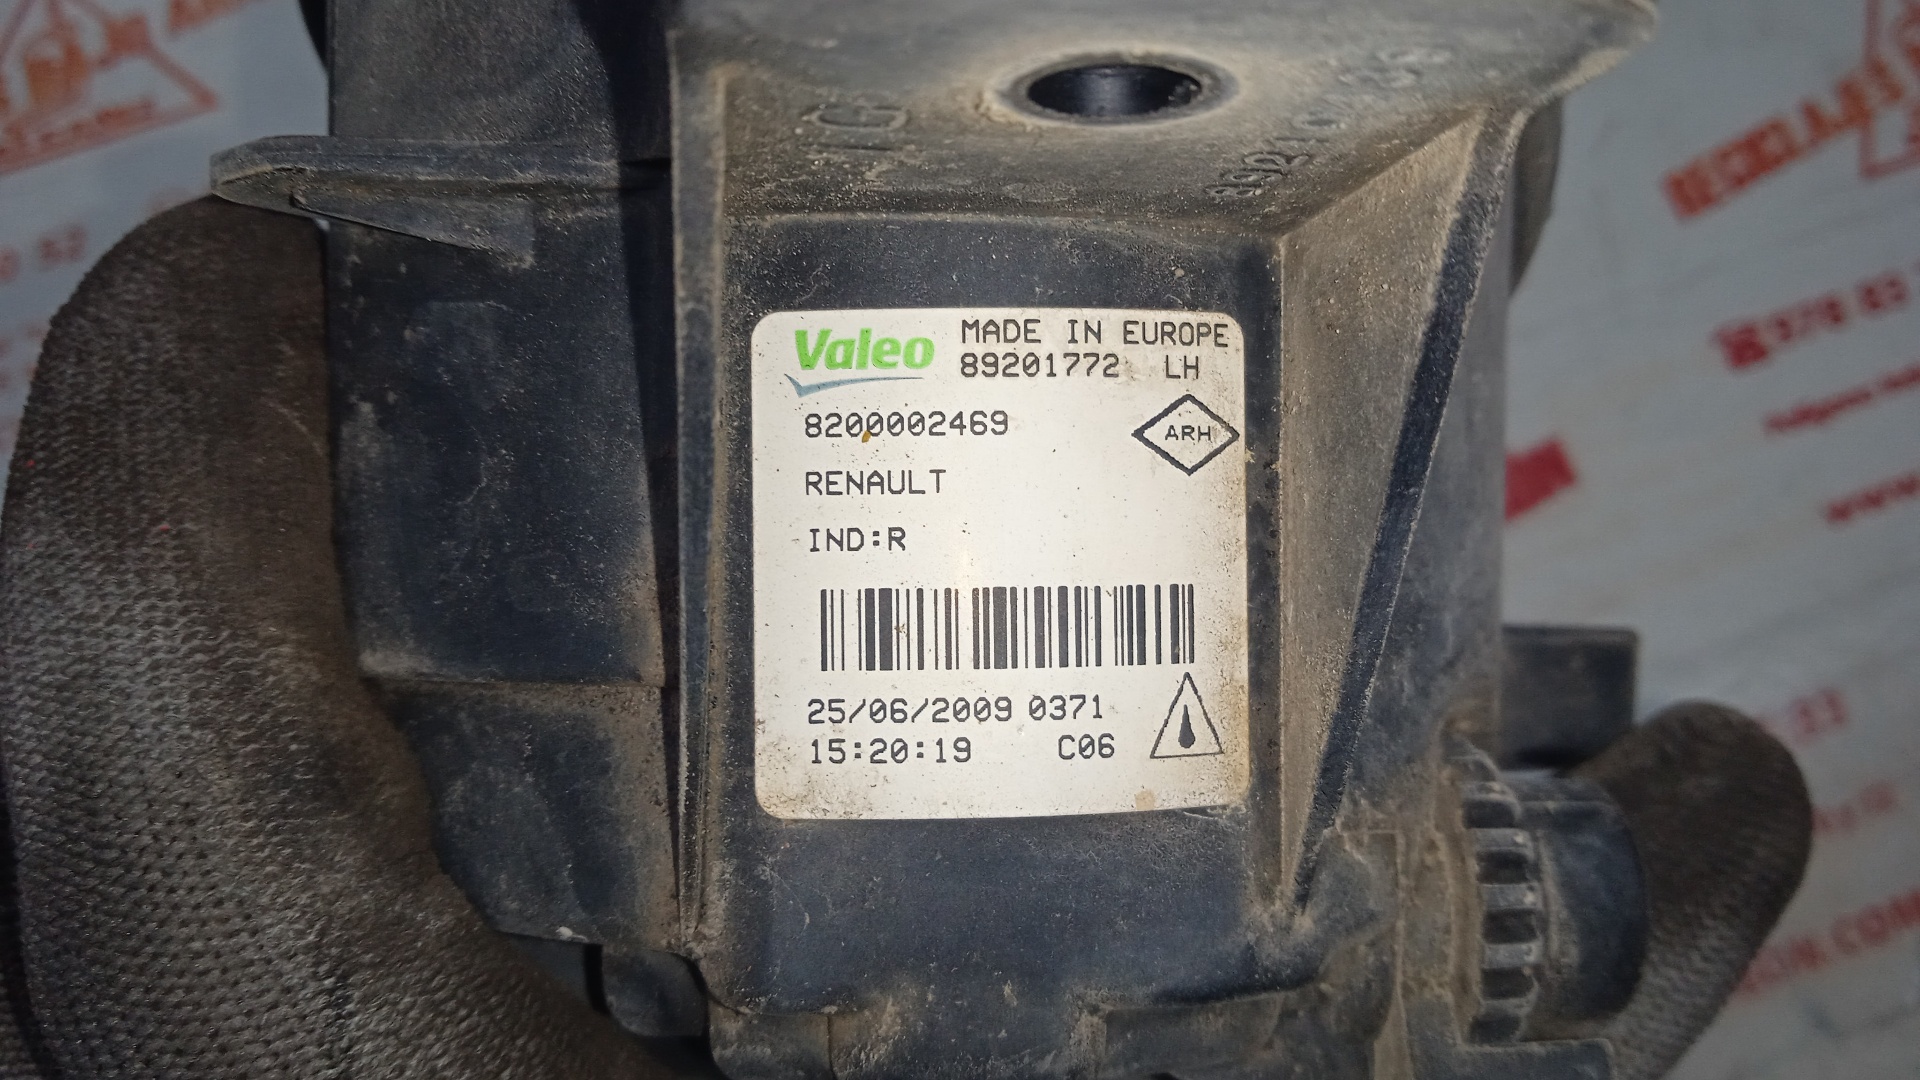 Valeo MADE IN EUROPE
89201772 LH
8200002469
ARH
RENAULT
IND:R
25/06/2009 0371
15:20:19 C06